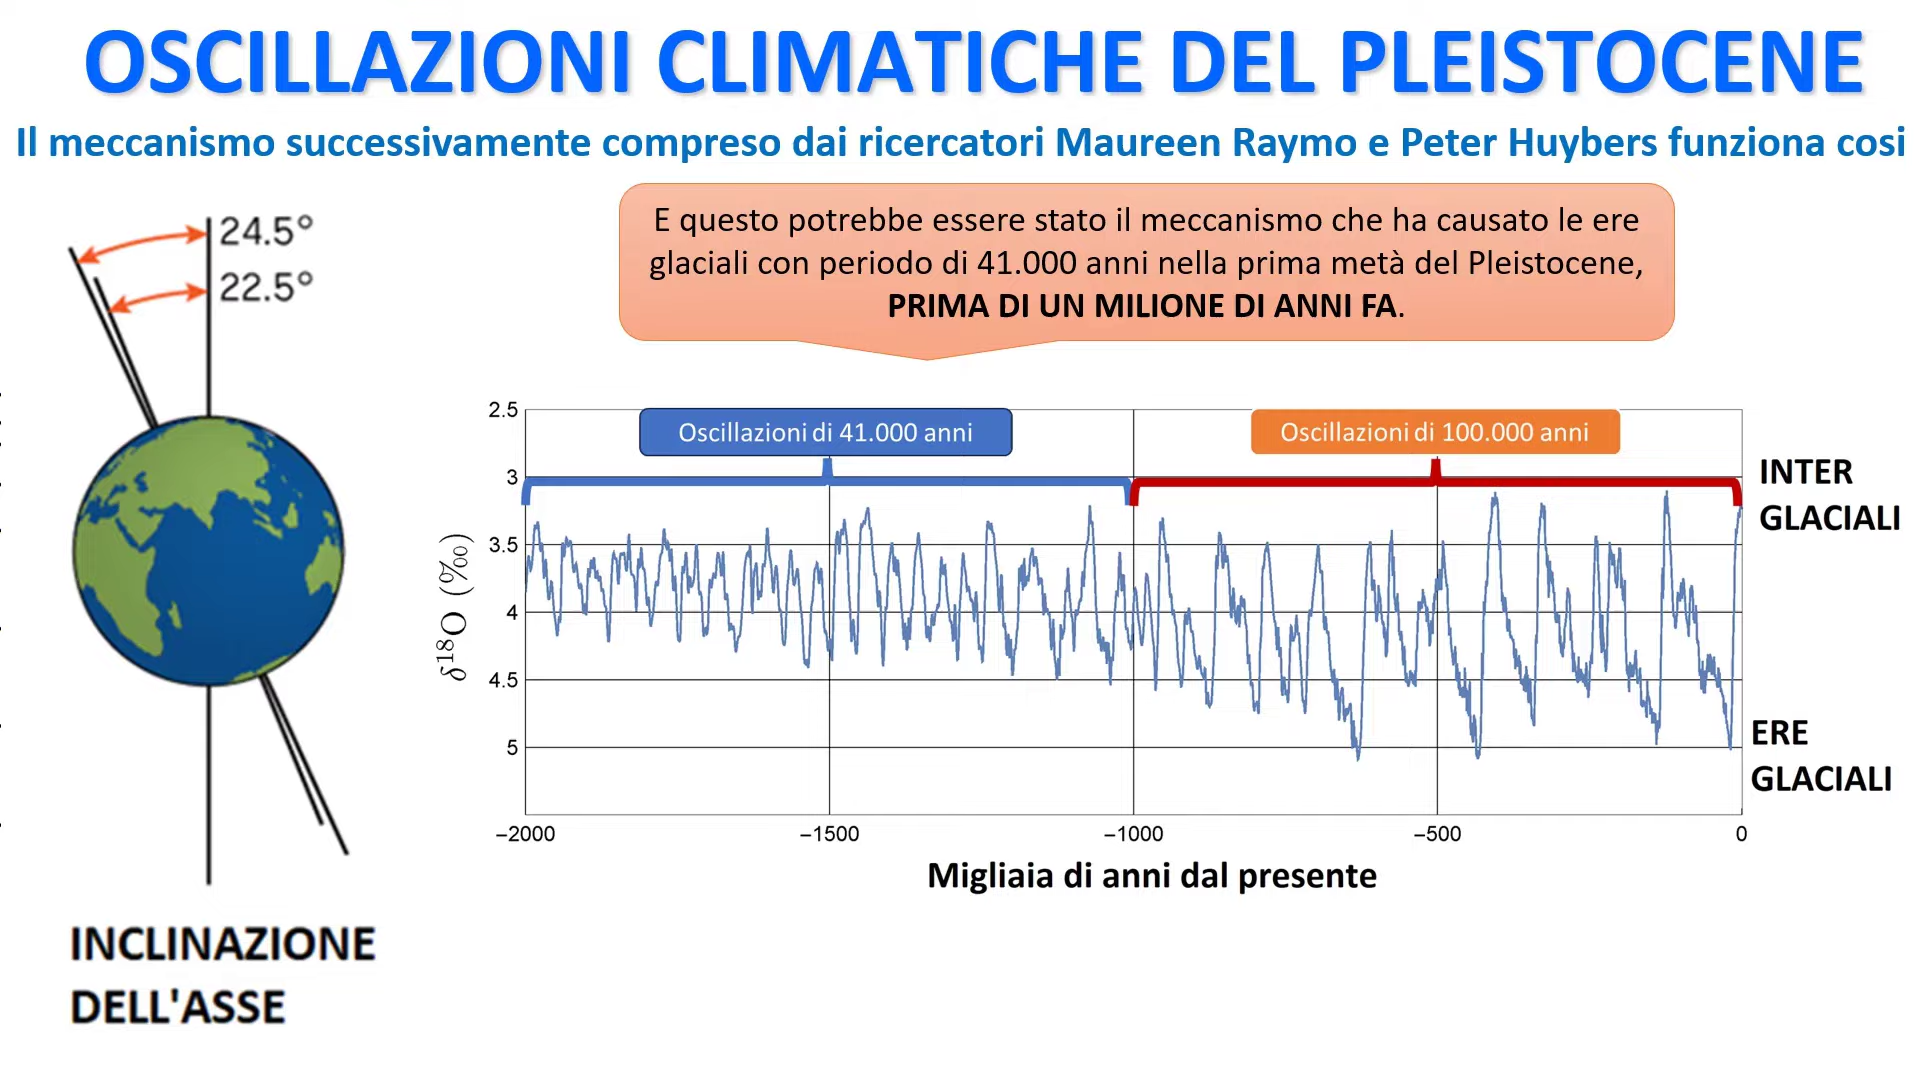 OSCILLAZIONI CLIMATICHE DEL PLEISTOCENE
Il meccanismo successivamente compreso dai ricercatori Maureen Raymo e Peter Huybers funziona cosi
24.5°
22.5°
E questo potrebbe essere stato il meccanismo che ha causato le ere
glaciali con periodo di 41.000 anni nella prima metà del Pleistocene,
PRIMA DI UN MILIONE DI ANNI FA.
Oscillazioni di 41.000 anni
Oscillazioni di 100.000 anni
2.5
3
3.5
4
4.5
5
δ¹⁸O (‰)
INTER
GLACIALI
ERE
GLACIALI
−2000
−1500
−1000
−500
0
Migliaia di anni dal presente
INCLINAZIONE
DELL'ASSE